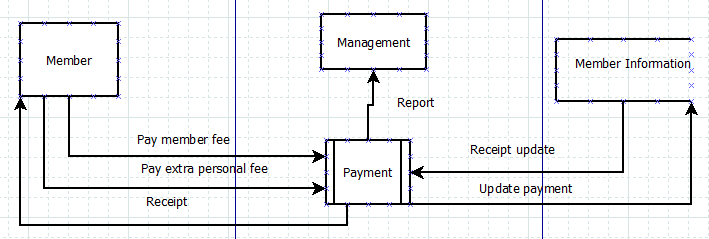 Member
Management
Member Information
Report
Pay member fee
Receipt update
Pay extra personal fee
Payment
Update payment
Receipt